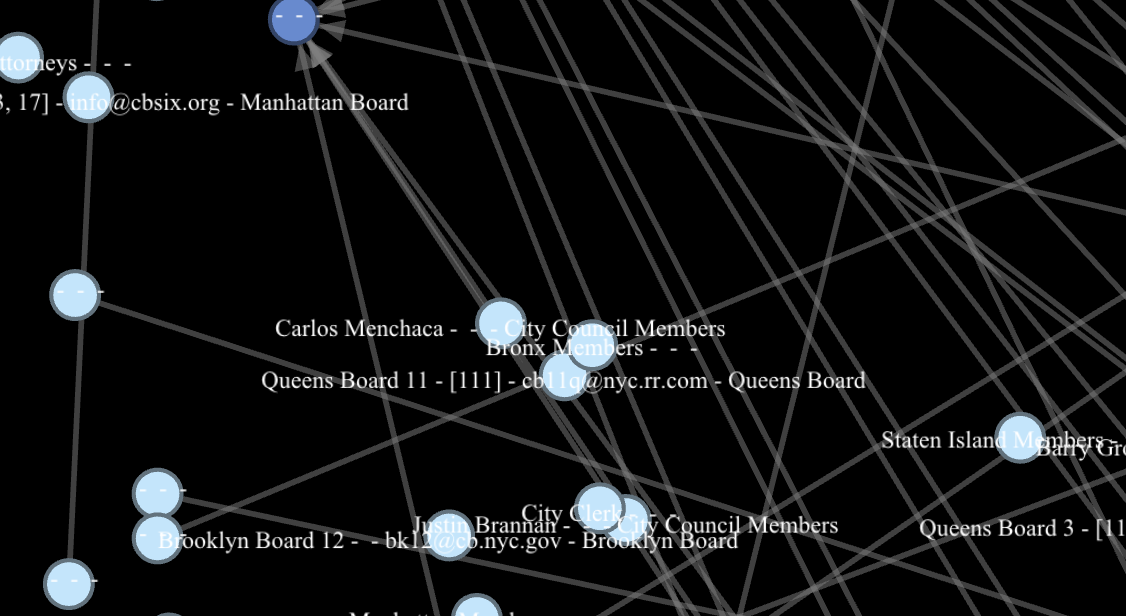 - - -
ttorneys - - -
3, 17] - info@cbsix.org - Manhattan Board
- - -
Carlos Menchaca - - - City Council Members
Bronx Members - - -
Queens Board 11 - [111] - cb11q@nyc.rr.com - Queens Board
Staten Island Members - -
Barry Gro
- - -
City Clerk - - -
Justin Brannan - - - City Council Members
Queens Board 3 - [11
- - -
Brooklyn Board 12 - - bk12@cb.nyc.gov - Brooklyn Board
- - -